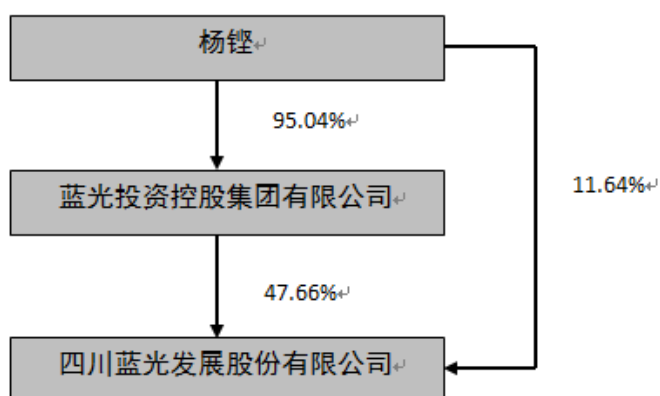 杨铿
95.04%
蓝光投资控股集团有限公司
11.64%
47.66%
四川蓝光发展股份有限公司